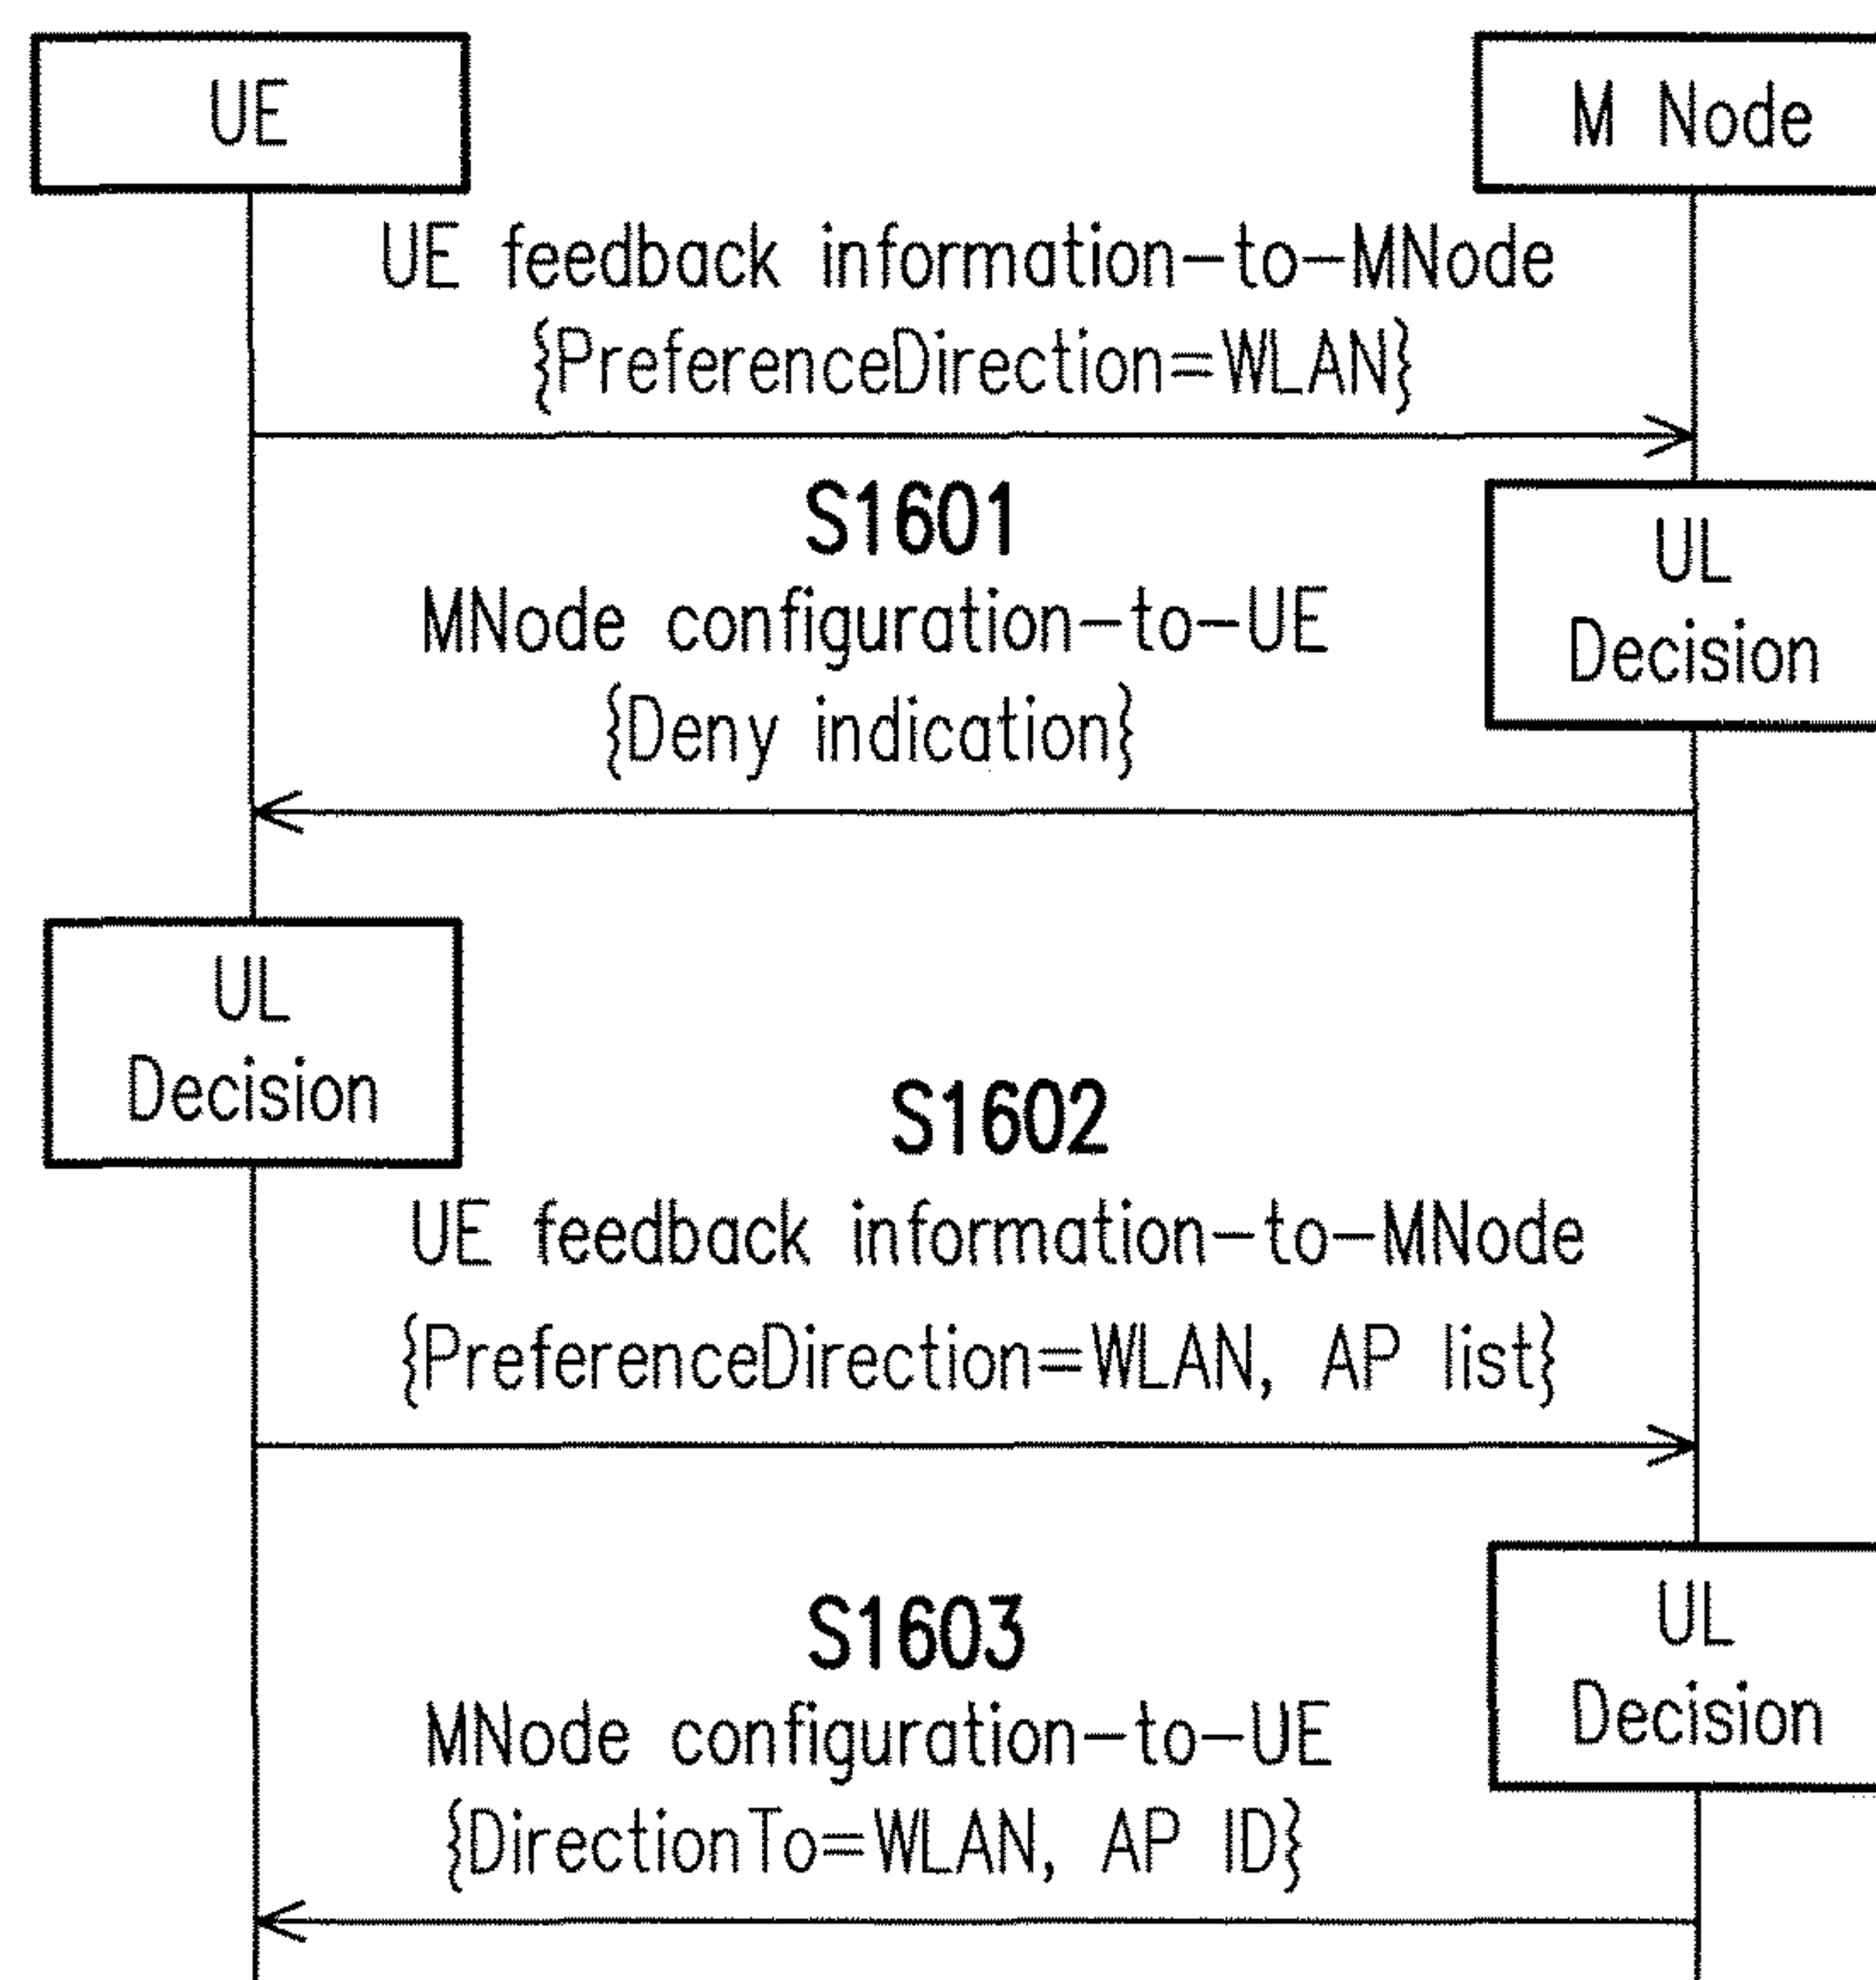 UE
M Node
UE feedback information-to-MNode
{PreferenceDirection=WLAN}
S1601
UL
Decision
MNode configuration-to-UE
{Deny indication}
UL
Decision
S1602
UE feedback information-to-MNode
{PreferenceDirection=WLAN, AP list}
S1603
UL
Decision
MNode configuration-to-UE
{DirectionTo=WLAN, AP ID}